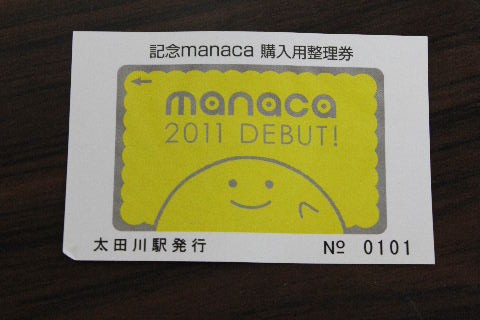 記念manaca 購入用整理券
manaca
2011 DEBUT!
太田川駅発行 № 0101